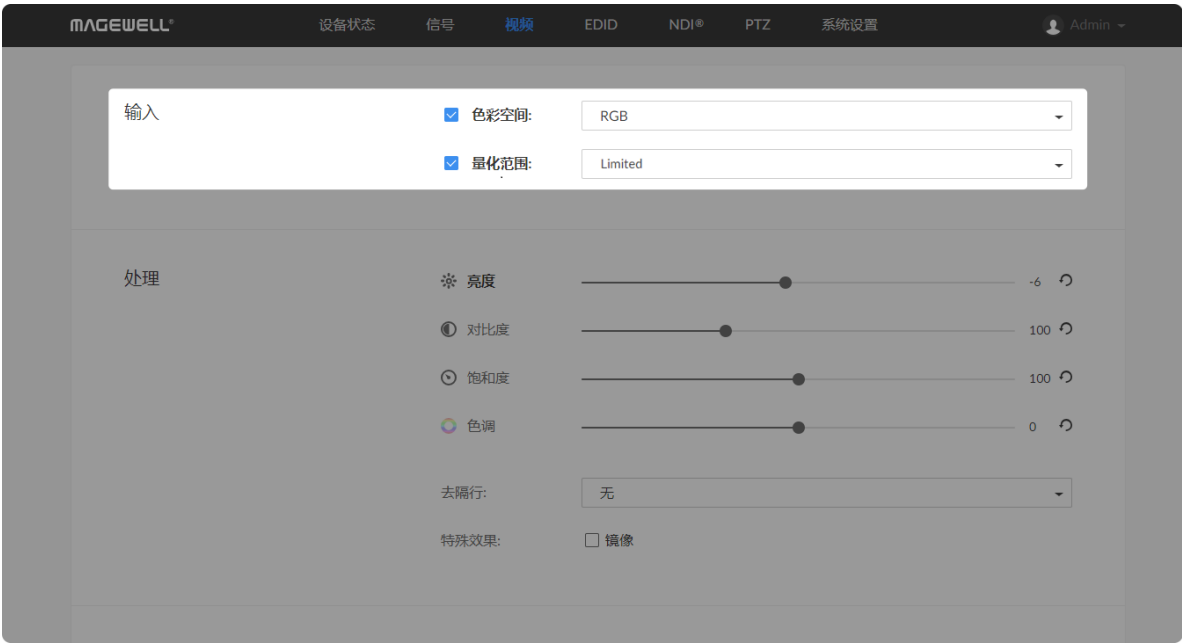 MAGEWELL® 设备状态 信号 视频 EDID NDI® PTZ 系统设置 Admin
输入 色彩空间: RGB
量化范围: Limited
处理 亮度 -6
对比度 100
饱和度 100
色调 0
去隔行: 无
特殊效果: 镜像